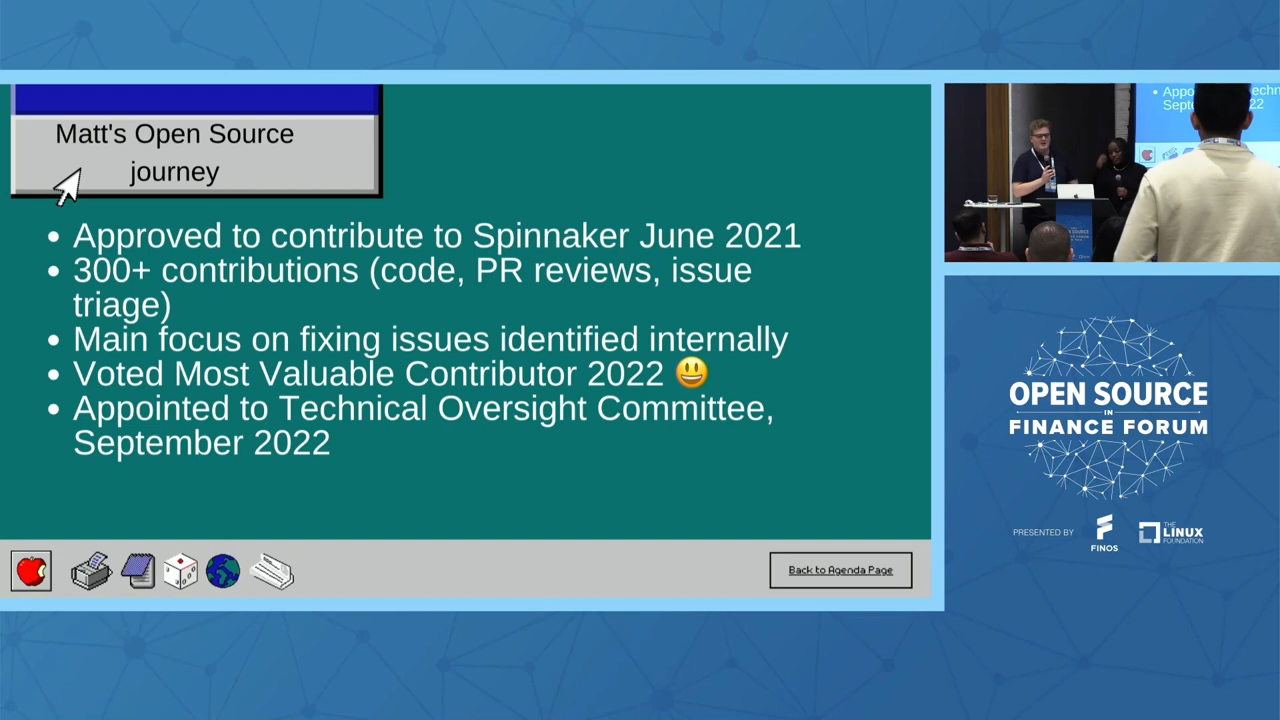 Matt's Open Source
journey
• Approved to contribute to Spinnaker June 2021
• 300+ contributions (code, PR reviews, issue
triage)
• Main focus on fixing issues identified internally
• Voted Most Valuable Contributor 2022 😃
• Appointed to Technical Oversight Committee,
September 2022
Back to Agenda Page
OPEN SOURCE
IN
FINANCE FORUM
PRESENTED BY
FINOS
THE
LINUX
FOUNDATION